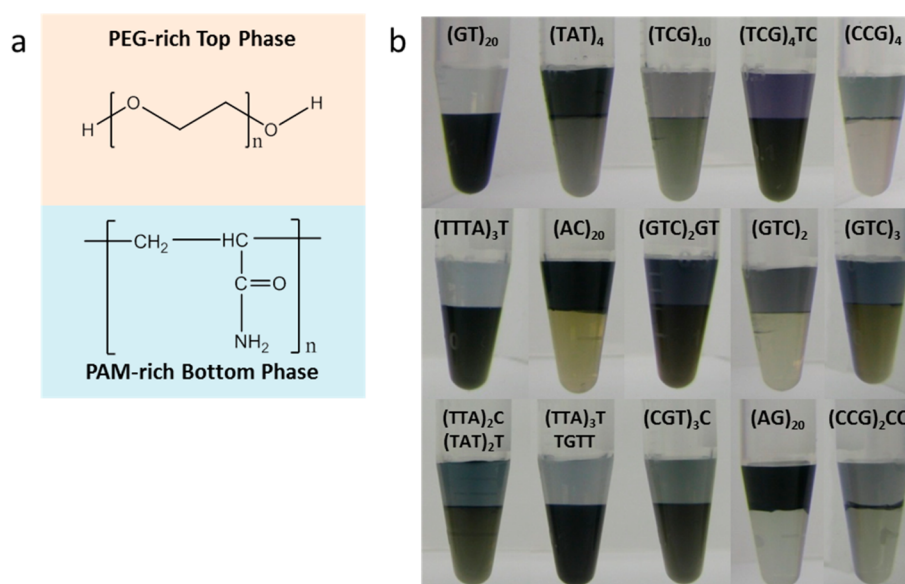 a
PEG-rich Top Phase
H
O
O
H
n
CH₂
HC
C=O
NH₂
n
PAM-rich Bottom Phase
b
(GT)₂₀ (TAT)₄ (TCG)₁₀ (TCG)₄TC (CCG)₄
(TTTA)₃T (AC)₂₀ (GTC)₂GT (GTC)₂ (GTC)₃
(TTA)₂C (TTA)₃T (CGT)₃C (AG)₂₀ (CCG)₂CC
(TAT)₂T TGTT